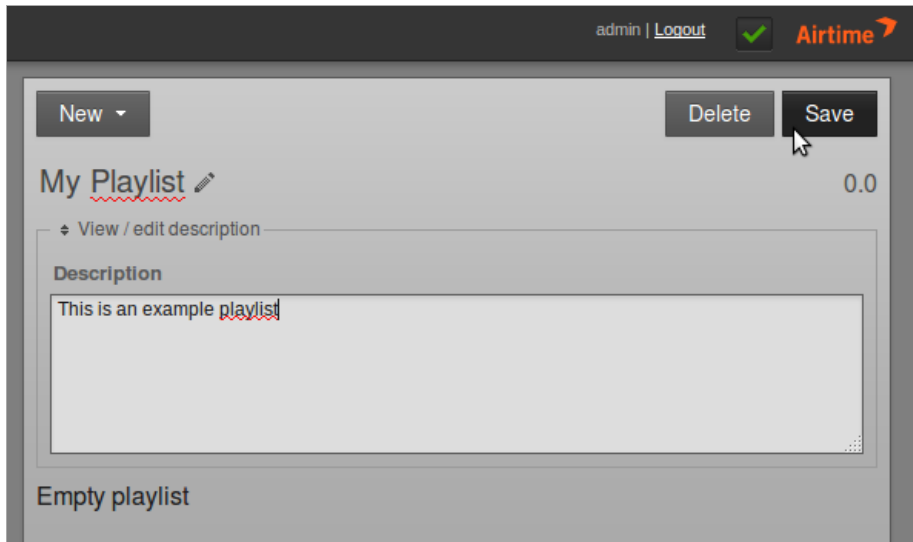 admin | Logout
Airtime
New
Delete
Save
My Playlist
0.0
View / edit description
Description
This is an example playlist
Empty playlist